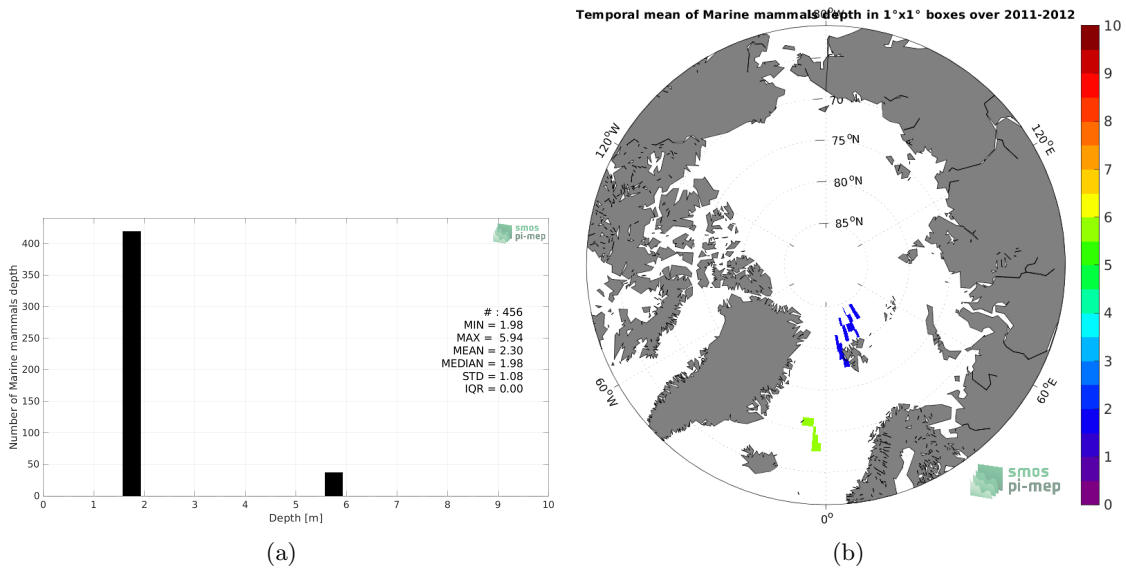 Temporal mean of Marine mammals depth in 1°x1° boxes over 2011-2012
Number of Marine mammals depth
400
350
300
250
200
150
100
50
0
0 1 2 3 4 5 6 7 8 9 10
Depth [m]
smos
pi-mep
# : 456
MIN = 1.98
MAX = 5.94
MEAN = 2.30
MEDIAN = 1.98
STD = 1.08
IQR = 0.00
(a)
180°W
120°W
120°E
60°W
60°E
0°
70°N
75°N
80°N
85°N
smos
pi-mep
10
9
8
7
6
5
4
3
2
1
0
(b)